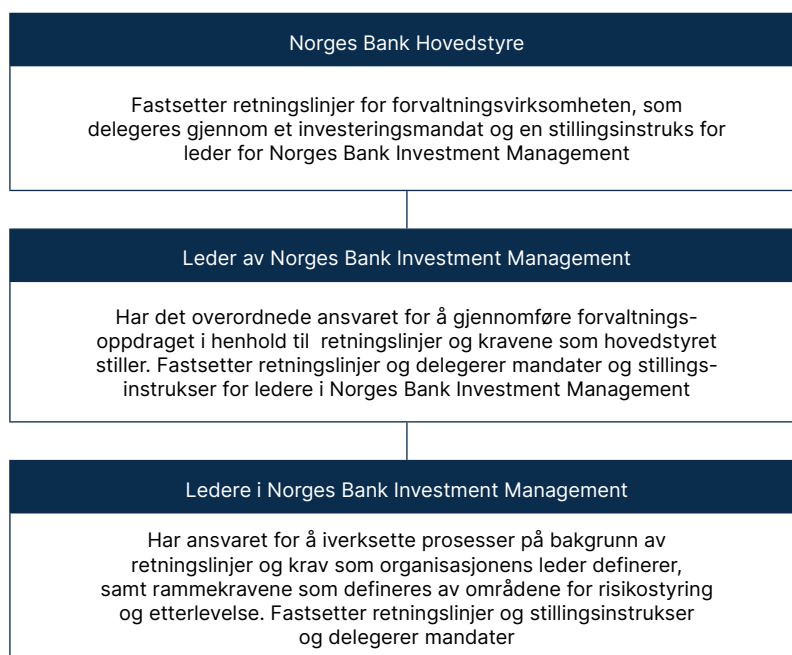 Norges Bank Hovedstyre
Fastsetter retningslinjer for forvaltningsvirksomheten, som
delegeres gjennom et investeringsmandat og en stillingsinstruks for
leder for Norges Bank Investment Management
Leder av Norges Bank Investment Management
Har det overordnede ansvaret for å gjennomføre forvaltnings-
oppdraget i henhold til  retningslinjer og kravene som hovedstyret
stiller. Fastsetter retningslinjer og delegerer mandater og stillings-
instrukser for ledere i Norges Bank Investment Management
Ledere i Norges Bank Investment Management
Har ansvaret for å iverksette prosesser på bakgrunn av
retningslinjer og krav som organisasjonens leder definerer,
samt rammekravene som defineres av områdene for risikostyring
og etterlevelse. Fastsetter retningslinjer og stillingsinstrukser
og delegerer mandater